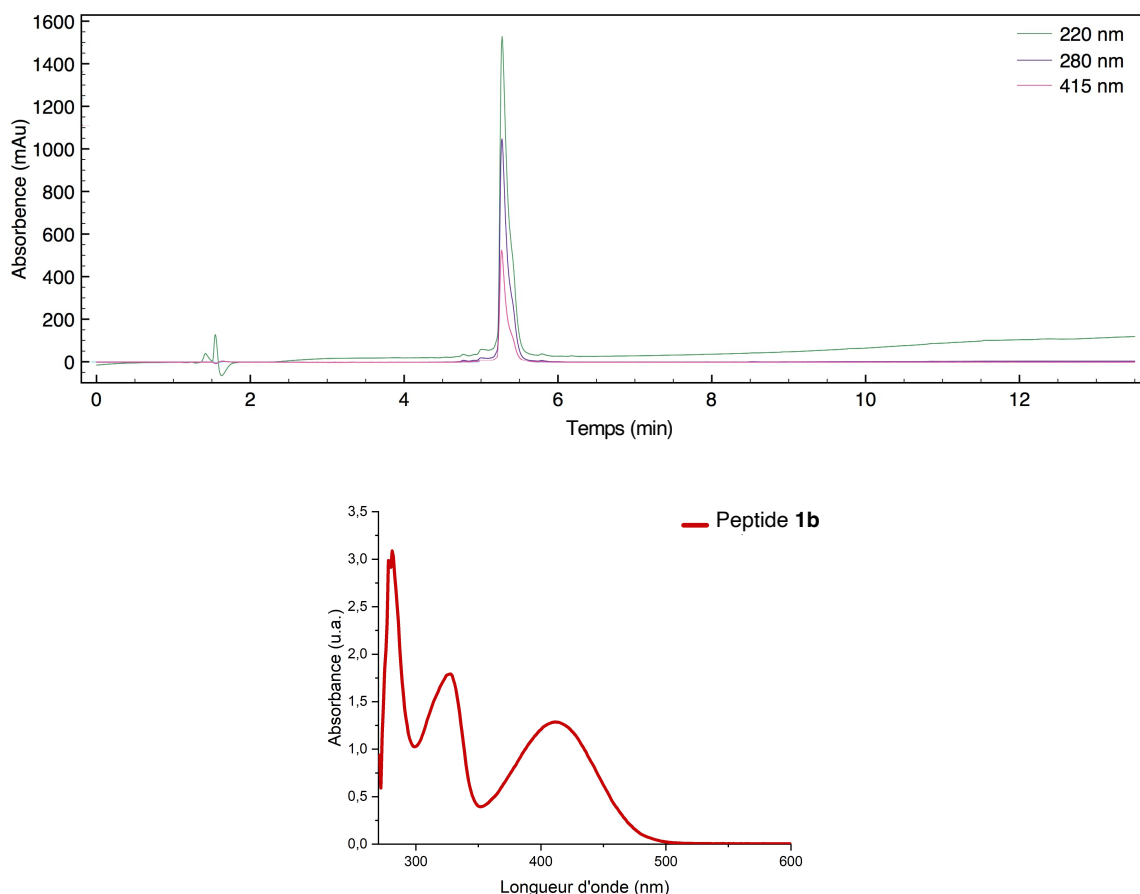 1600
1400
1200
1000
800
600
400
200
0
Absorbence (mAu)
220 nm
280 nm
415 nm
0 2 4 6 8 10 12
Temps (min)
3,5
3,0
2,5
2,0
1,5
1,0
0,5
0,0
Absorbance (u.a.)
Peptide 1b
300 400 500 600
Longueur d'onde (nm)